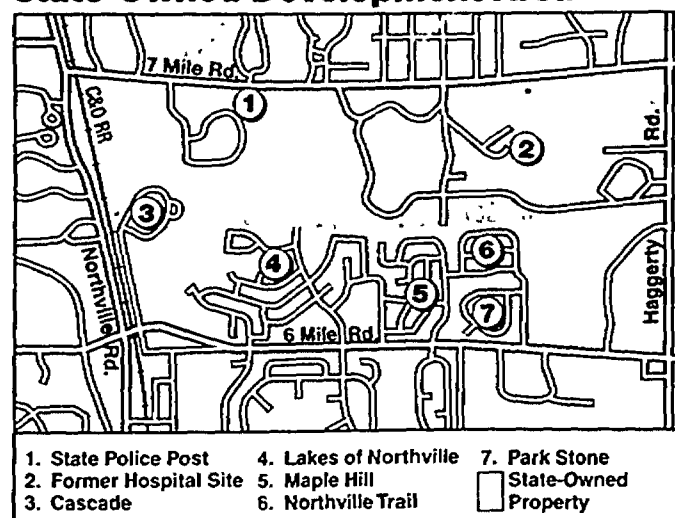 7 Mile Rd.
C&O RR
1
2
Rd.
3
Northville Rd.
4
5
6
7
Haggerty
6 Mile Rd.
1. State Police Post
2. Former Hospital Site
3. Cascade
4. Lakes of Northville
5. Maple Hill
6. Northville Trail
7. Park Stone
State-Owned
Property